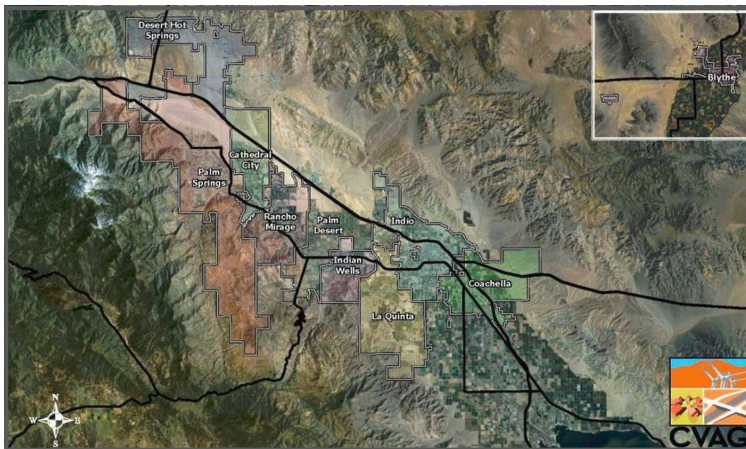 Desert Hot
Springs
Blythe
Cathedral
City
Palm
Springs
Rancho
Mirage
Palm
Desert
Indio
Indian
Wells
Coachella
La Quinta
N
W E
S
CVAG